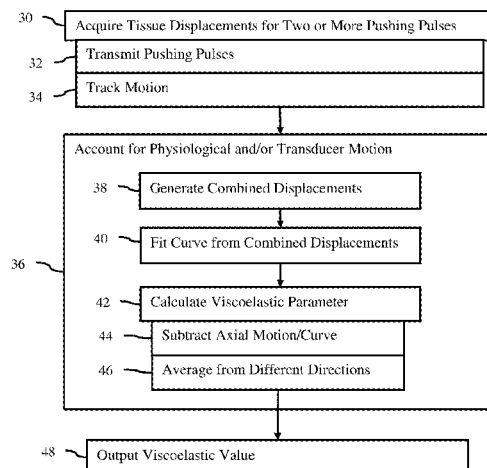 30
Acquire Tissue Displacements for Two or More Pushing Pulses
32
Transmit Pushing Pulses
34
Track Motion
Account for Physiological and/or Transducer Motion
38
Generate Combined Displacements
40
Fit Curve from Combined Displacements
36
42
Calculate Viscoelastic Parameter
44
Subtract Axial Motion/Curve
46
Average from Different Directions
48
Output Viscoelastic Value